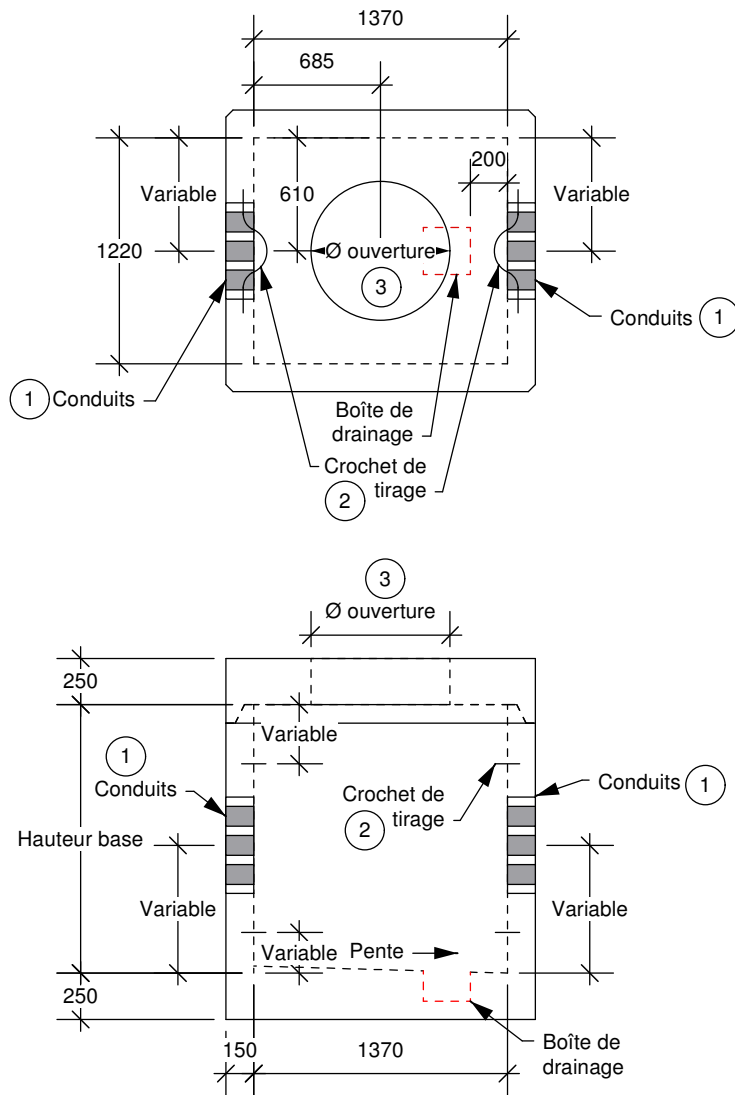 1370
685
200
Variable
610
Variable
1220
Ø ouverture
3
Conduits 1
1 Conduits
Boîte de
drainage
Crochet de
2 tirage
3
Ø ouverture
250
Variable
1
Conduits
Conduits 1
Crochet de
2 tirage
Hauteur base
Variable
Variable
Variable Pente
250
150
1370
Boîte de
drainage